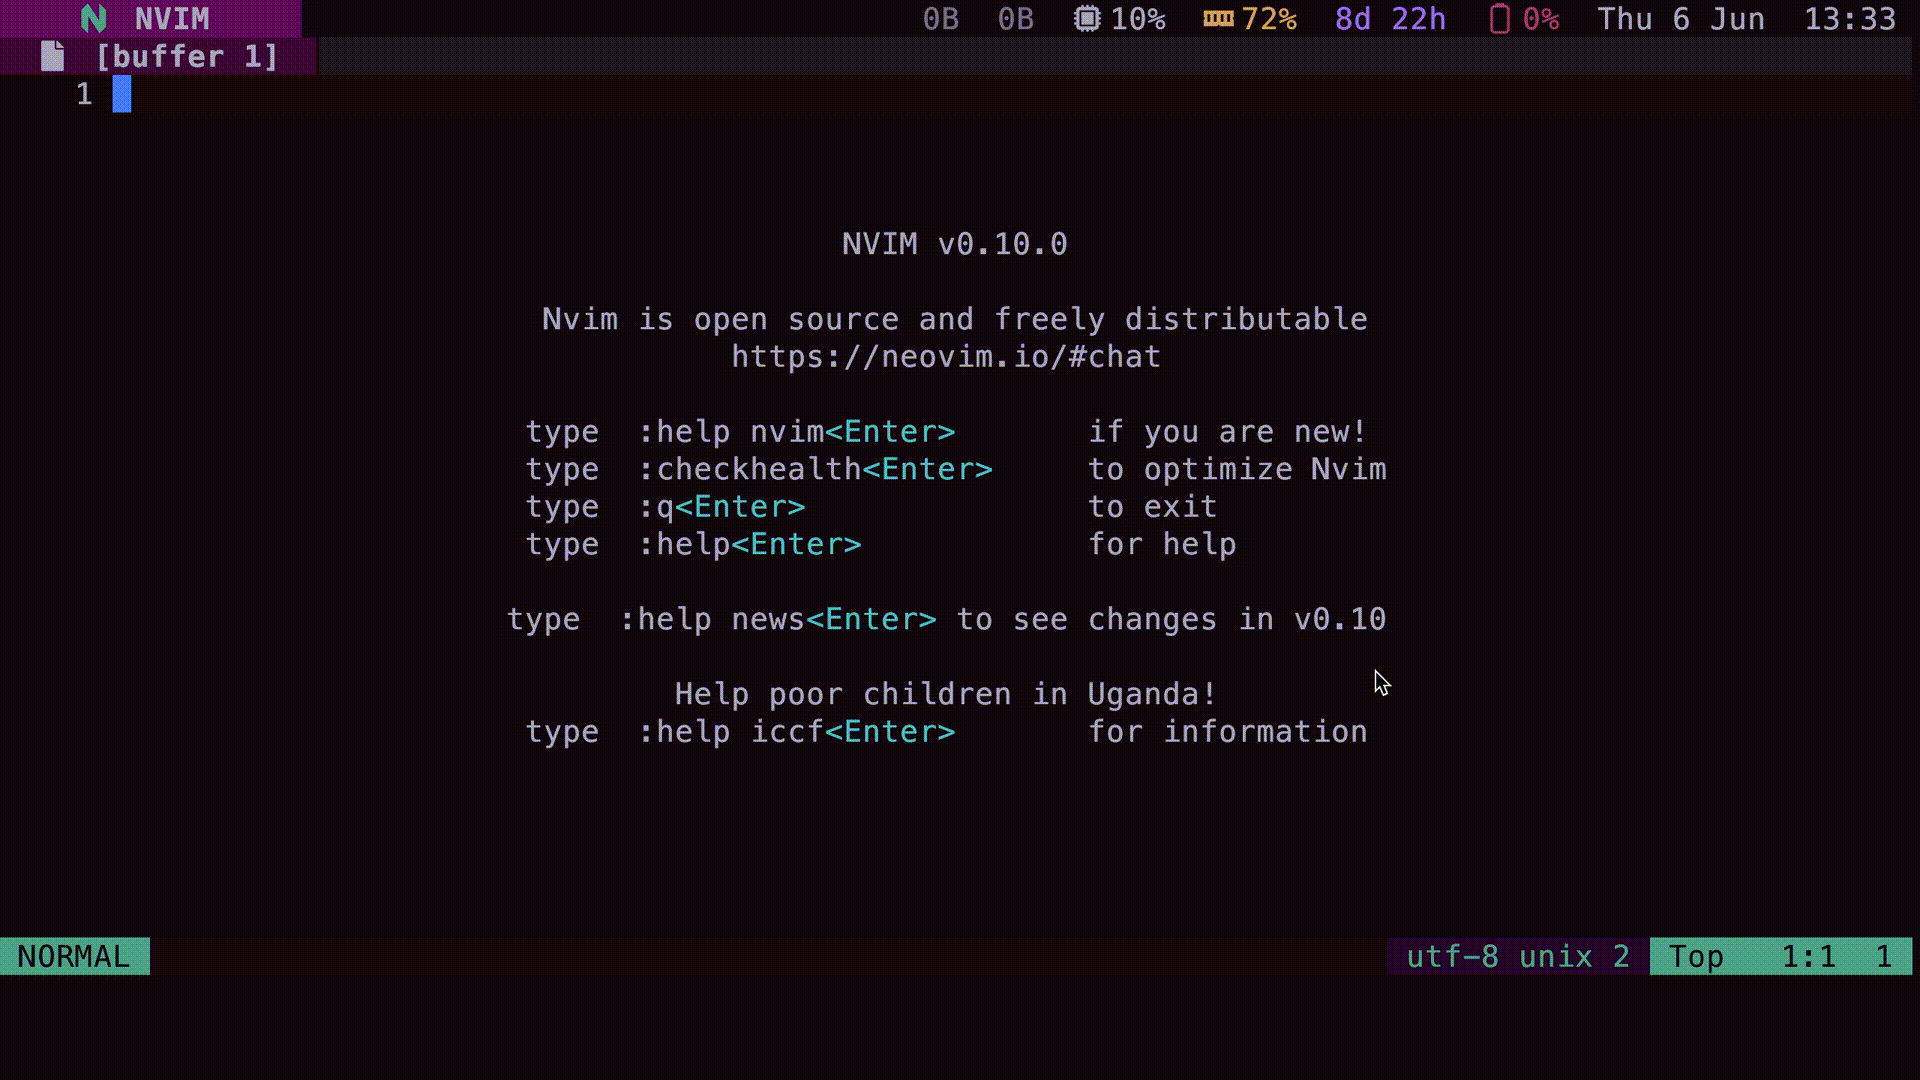 NVIM 0B 0B 10% 72% 8d 22h 0% Thu 6 Jun 13:33
[buffer 1]
1
NVIM v0.10.0
Nvim is open source and freely distributable
https://neovim.io/#chat
type :help nvim<Enter> if you are new!
type :checkhealth<Enter> to optimize Nvim
type :q<Enter> to exit
type :help<Enter> for help
type :help news<Enter> to see changes in v0.10
Help poor children in Uganda!
type :help iccf<Enter> for information
NORMAL utf-8 unix 2 Top 1:1 1